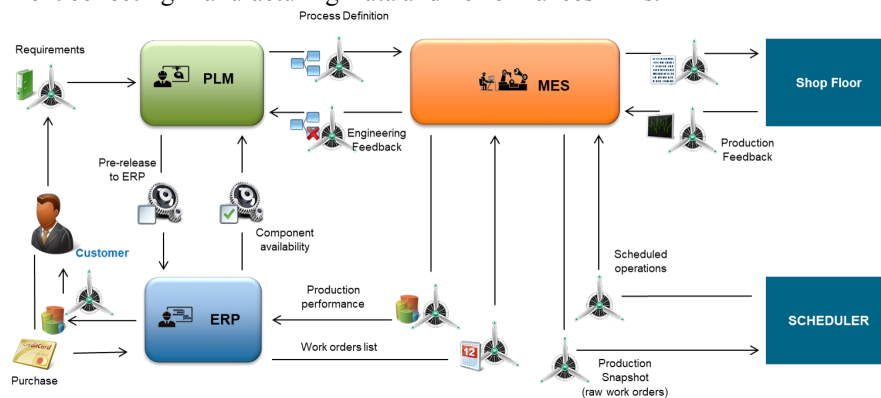 Process Definition
Requirements
PLM
MES
Shop Floor
Engineering
Feedback
Production
Feedback
Pre-release
to ERP
Component
availability
Customer
Scheduled
operations
Production
performance
ERP
12
SCHEDULER
Work orders list
Purchase
Production
Snapshot
(raw work orders)